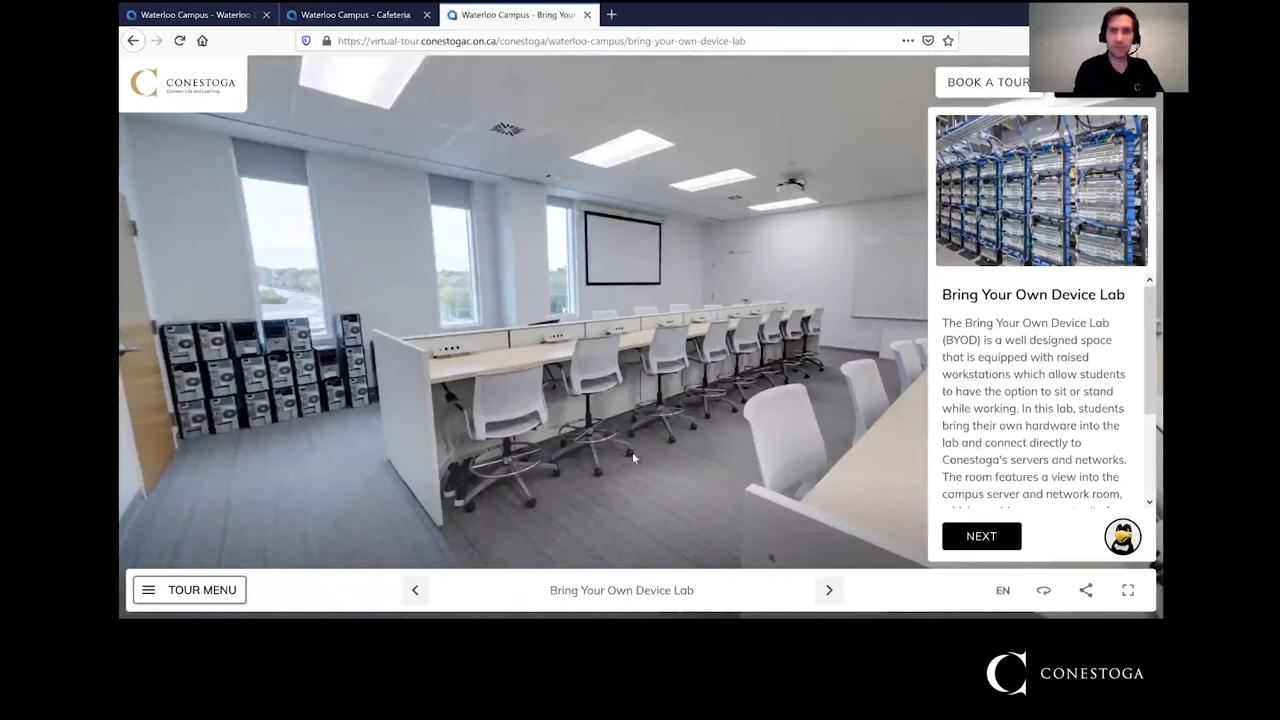 Waterloo Campus - Waterloo
Waterloo Campus - Cafeteria
Waterloo Campus - Bring You
https://virtual-tour.conestogac.on.ca/conestoga/waterloo-campus/bring-your-own-device-lab
CONESTOGA
Connect Life and Learning
BOOK A TOUR
Bring Your Own Device Lab
The Bring Your Own Device Lab
(BYOD) is a well designed space
that is equipped with raised
workstations which allow students
to have the option to sit or stand
while working. In this lab, students
bring their own hardware into the
lab and connect directly to
Conestoga's servers and networks.
The room features a view into the
campus server and network room,
NEXT
TOUR MENU
Bring Your Own Device Lab
EN
CONESTOGA